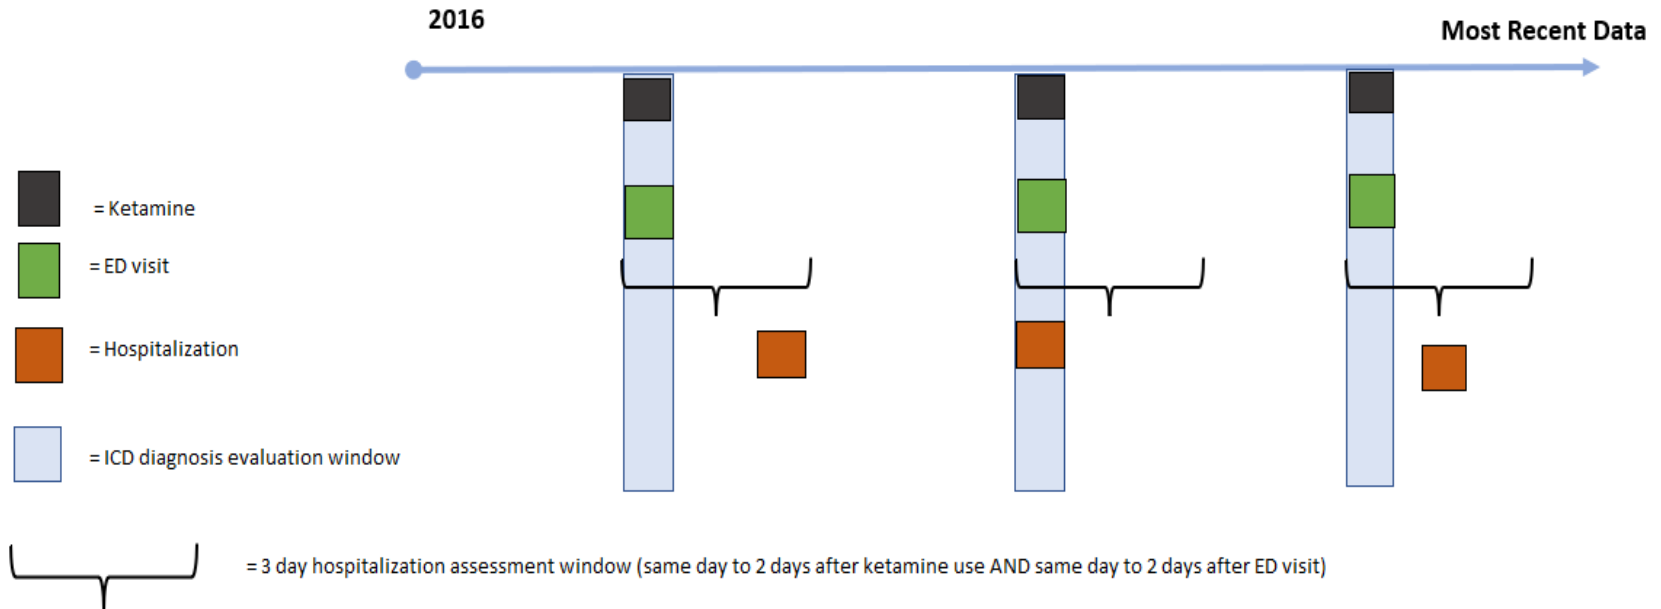 2016
Most Recent Data
= Ketamine
= ED visit
= Hospitalization
= ICD diagnosis evaluation window
= 3 day hospitalization assessment window (same day to 2 days after ketamine use AND same day to 2 days after ED visit)